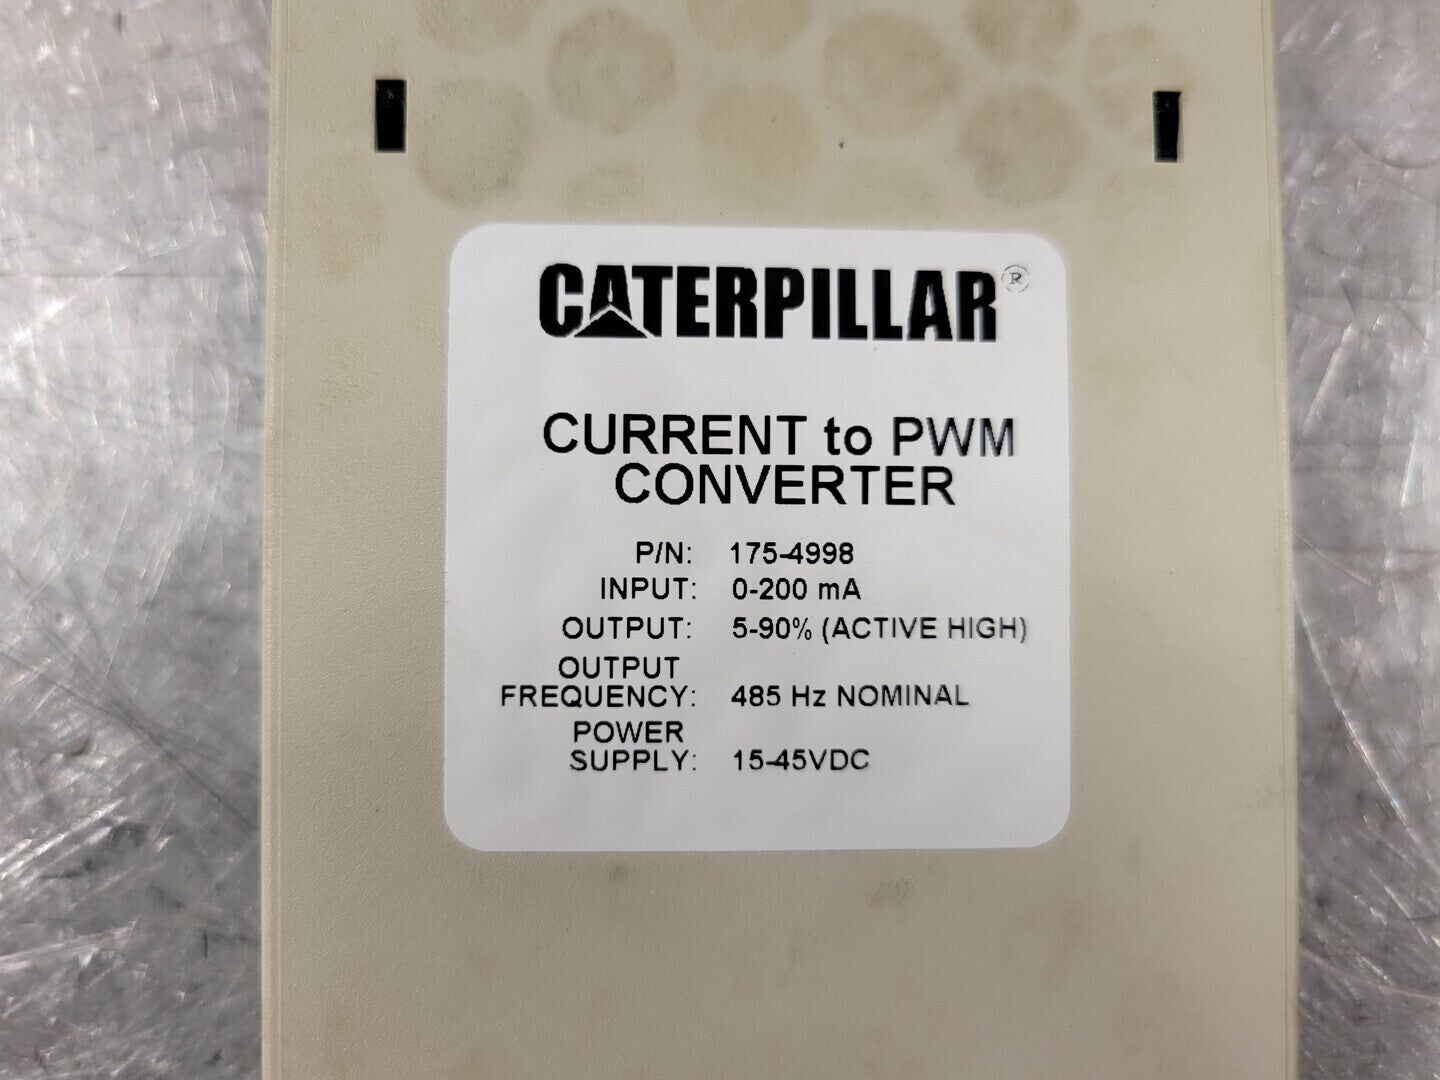 CATERPILLAR®
CURRENT to PWM
CONVERTER
P/N: 175-4998
INPUT: 0-200 mA
OUTPUT: 5-90% (ACTIVE HIGH)
OUTPUT
FREQUENCY: 485 Hz NOMINAL
POWER
SUPPLY: 15-45VDC